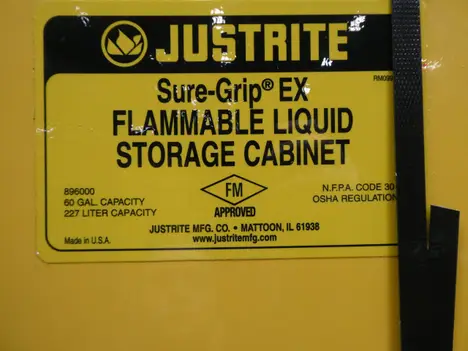 JUSTRITE
Sure-Grip® EX
FLAMMABLE LIQUID
STORAGE CABINET
896000
60 GAL. CAPACITY
227 LITER CAPACITY
FM
APPROVED
N.F.P.A. CODE 30
OSHA REGULATION
JUSTRITE MFG. CO. • MATTOON, IL 61938
www.justritemfg.com
Made in U.S.A.